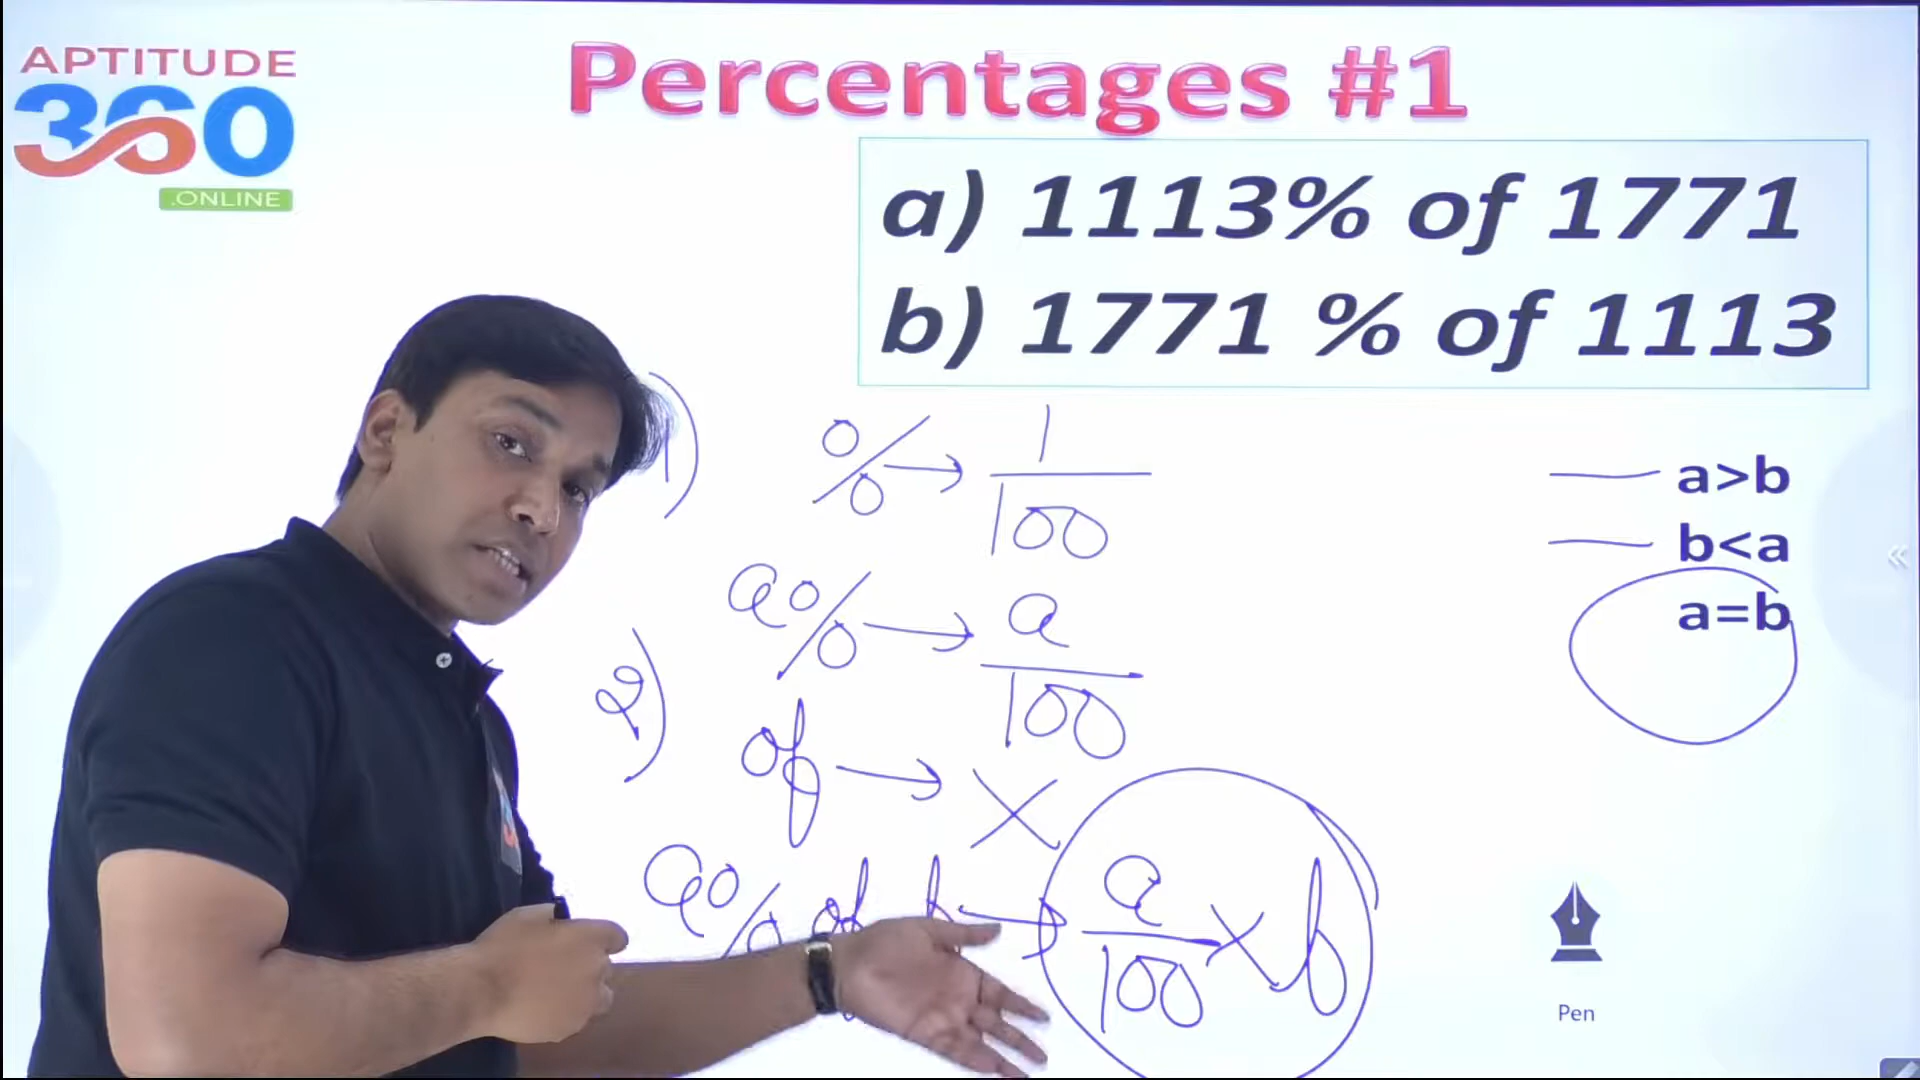 APTITUDE
360
.ONLINE
Percentages #1
a) 1113% of 1771
b) 1771 % of 1113
1) % → 1/100
a% → a/100
2) of → ×
a% of b → a/100 × b
a>b
b<a
a=b
Pen